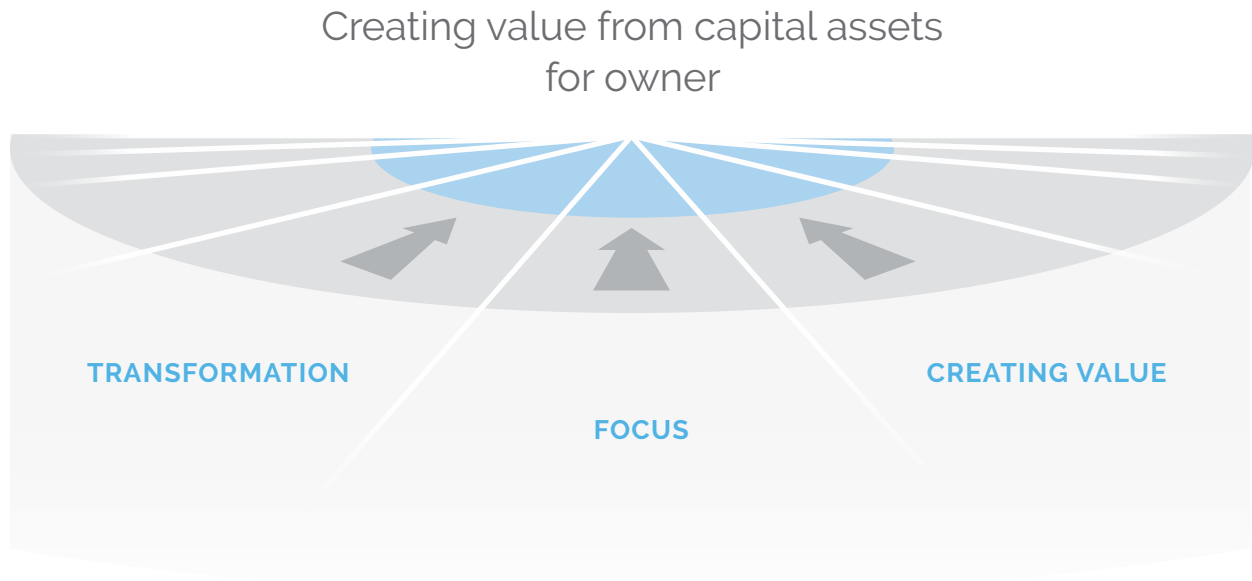 Creating value from capital assets
for owner
TRANSFORMATION
FOCUS
CREATING VALUE